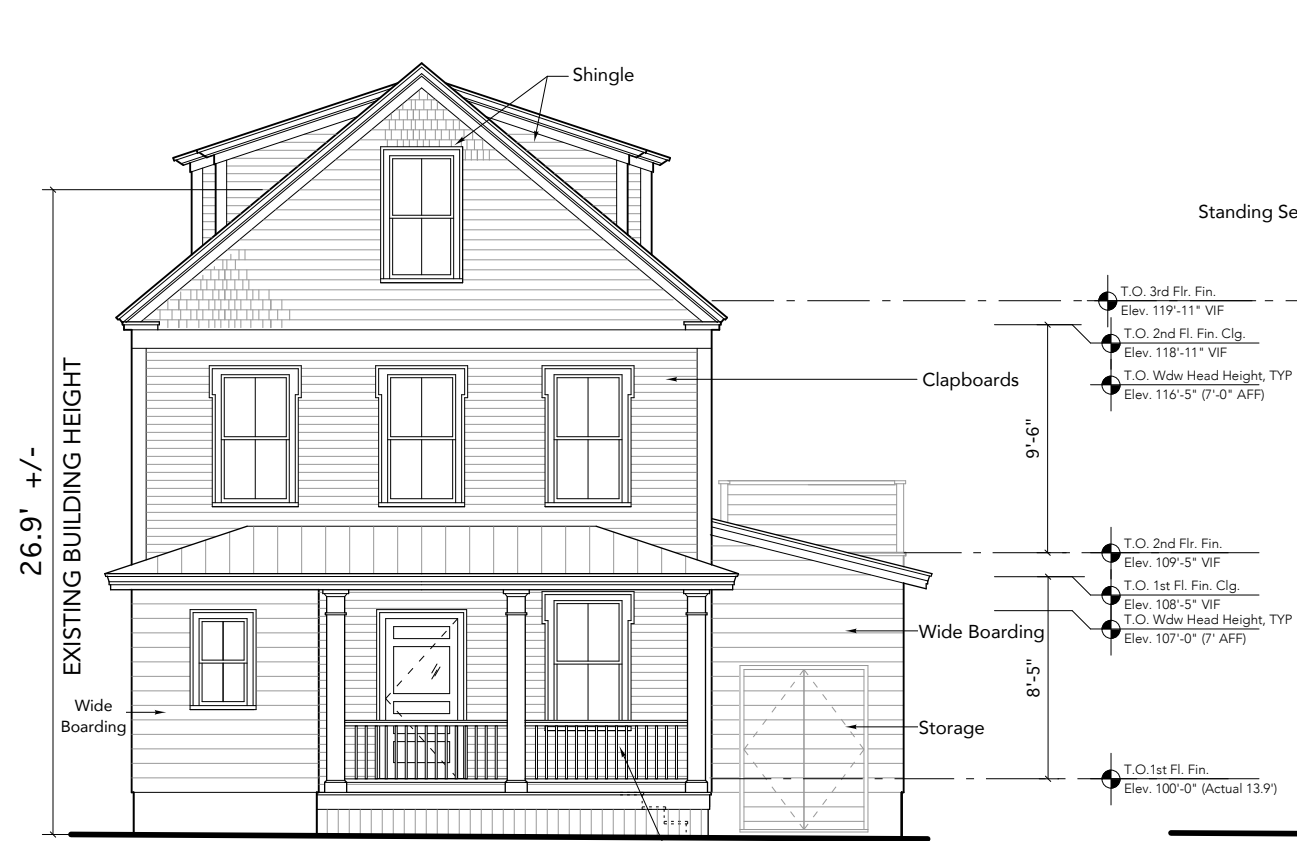 Shingle
Standing Se
T.O. 3rd Flr. Fin.
Elev. 119'-11" VIF
T.O. 2nd Fl. Fin. Clg.
Elev. 118'-11" VIF
T.O. Wdw Head Height, TYP
Elev. 116'-5" (7'-0" AFF)
Clapboards
9'-6"
26.9' +/-
EXISTING BUILDING HEIGHT
T.O. 2nd Flr. Fin.
Elev. 109'-5" VIF
T.O. 1st Fl. Fin. Clg.
Elev. 108'-5" VIF
T.O. Wdw Head Height, TYP
Elev. 107'-0" (7' AFF)
Wide Boarding
8'-5"
Wide
Boarding
Storage
T.O.1st Fl. Fin.
Elev. 100'-0" (Actual 13.9')